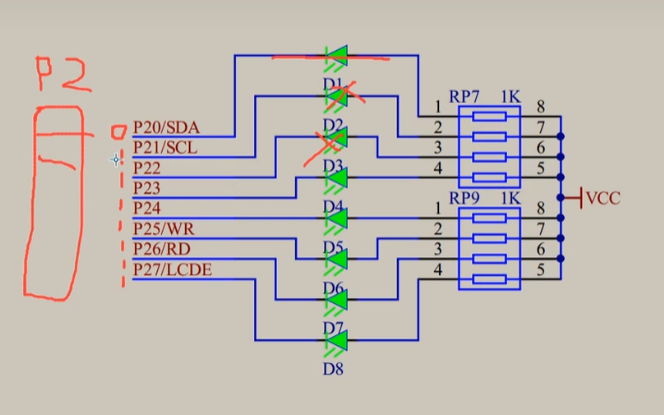 P2
D1
RP7 1K
1 8
P20/SDA
D2
2 7
P21/SCL
3 6
P22
D3
4 5
P23
VCC
RP9 1K
P24
D4
1 8
P25/WR
2 7
P26/RD
D5
3 6
P27/LCDE
4 5
D6
D7
D8